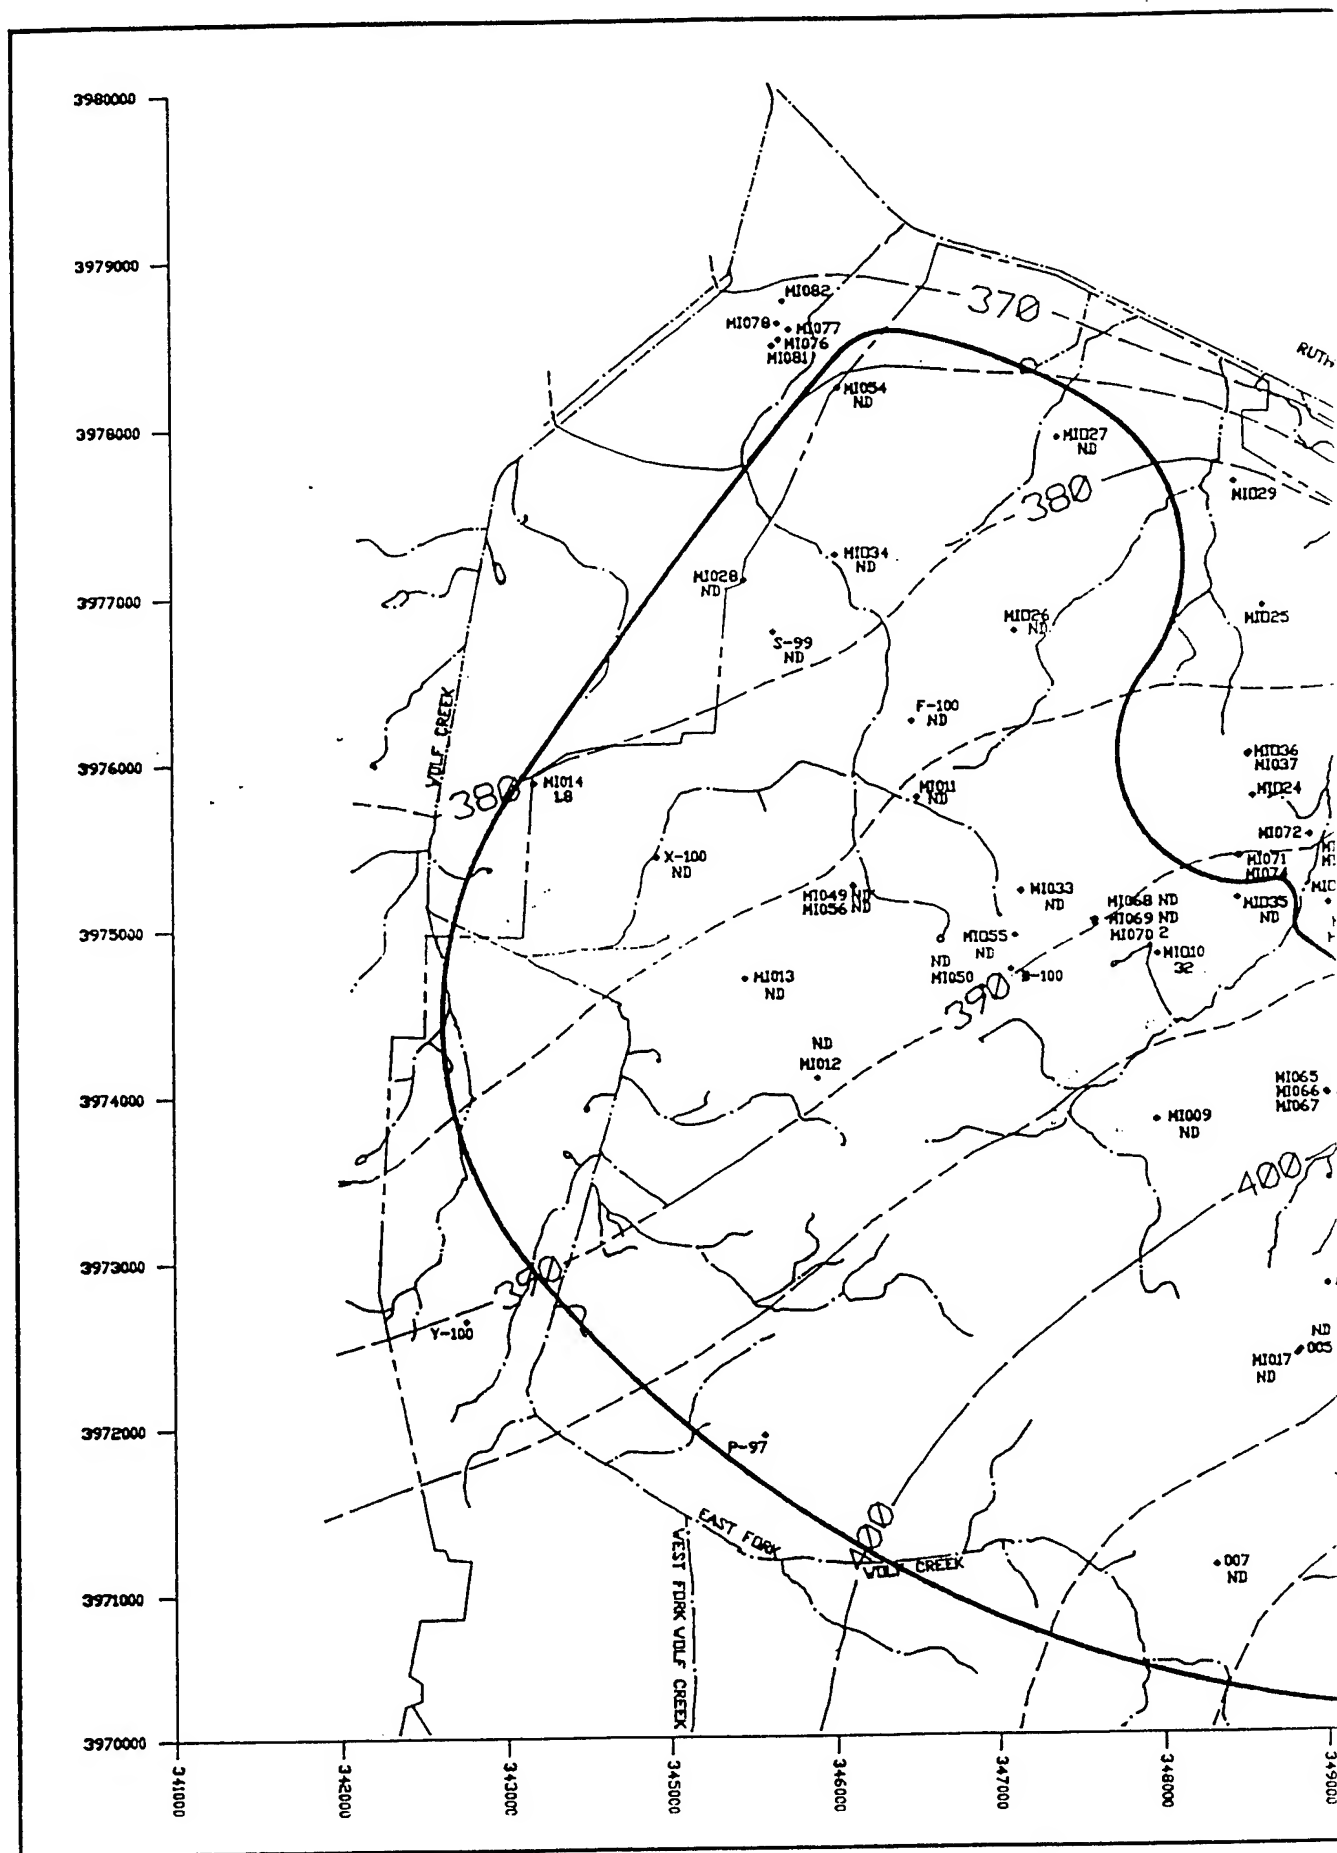 3980000
3979000
MI082
370
MI078
MI077
MI076
MI081
MI054
ND
3978000
MI027
ND
380
MI029
MI034
ND
MI028
ND
3977000
MI025
MI026
ND
S-99
ND
WOLF CREEK
F-100
ND
MI036
MI037
3976000
380
MI014
18
MI011
ND
MI024
MI072
X-100
ND
MI071
MI074
MI033
ND
MI049 ND
MI056 ND
MI068 ND
MI069 ND
MI070 2
MI035
ND
3975000
MI055
ND
MI010
32
ND
MI050
B-100
MI013
ND
390
ND
MI012
3974000
MI065
MI066
MI067
MI009
ND
400
3973000
390
Y-100
ND
005
MI017
ND
3972000
P-97
EAST FORK
WOLF CREEK
400
WEST FORK WOLF CREEK
007
ND
3971000
3970000
341000
342000
343000
345000
346000
347000
348000
349000